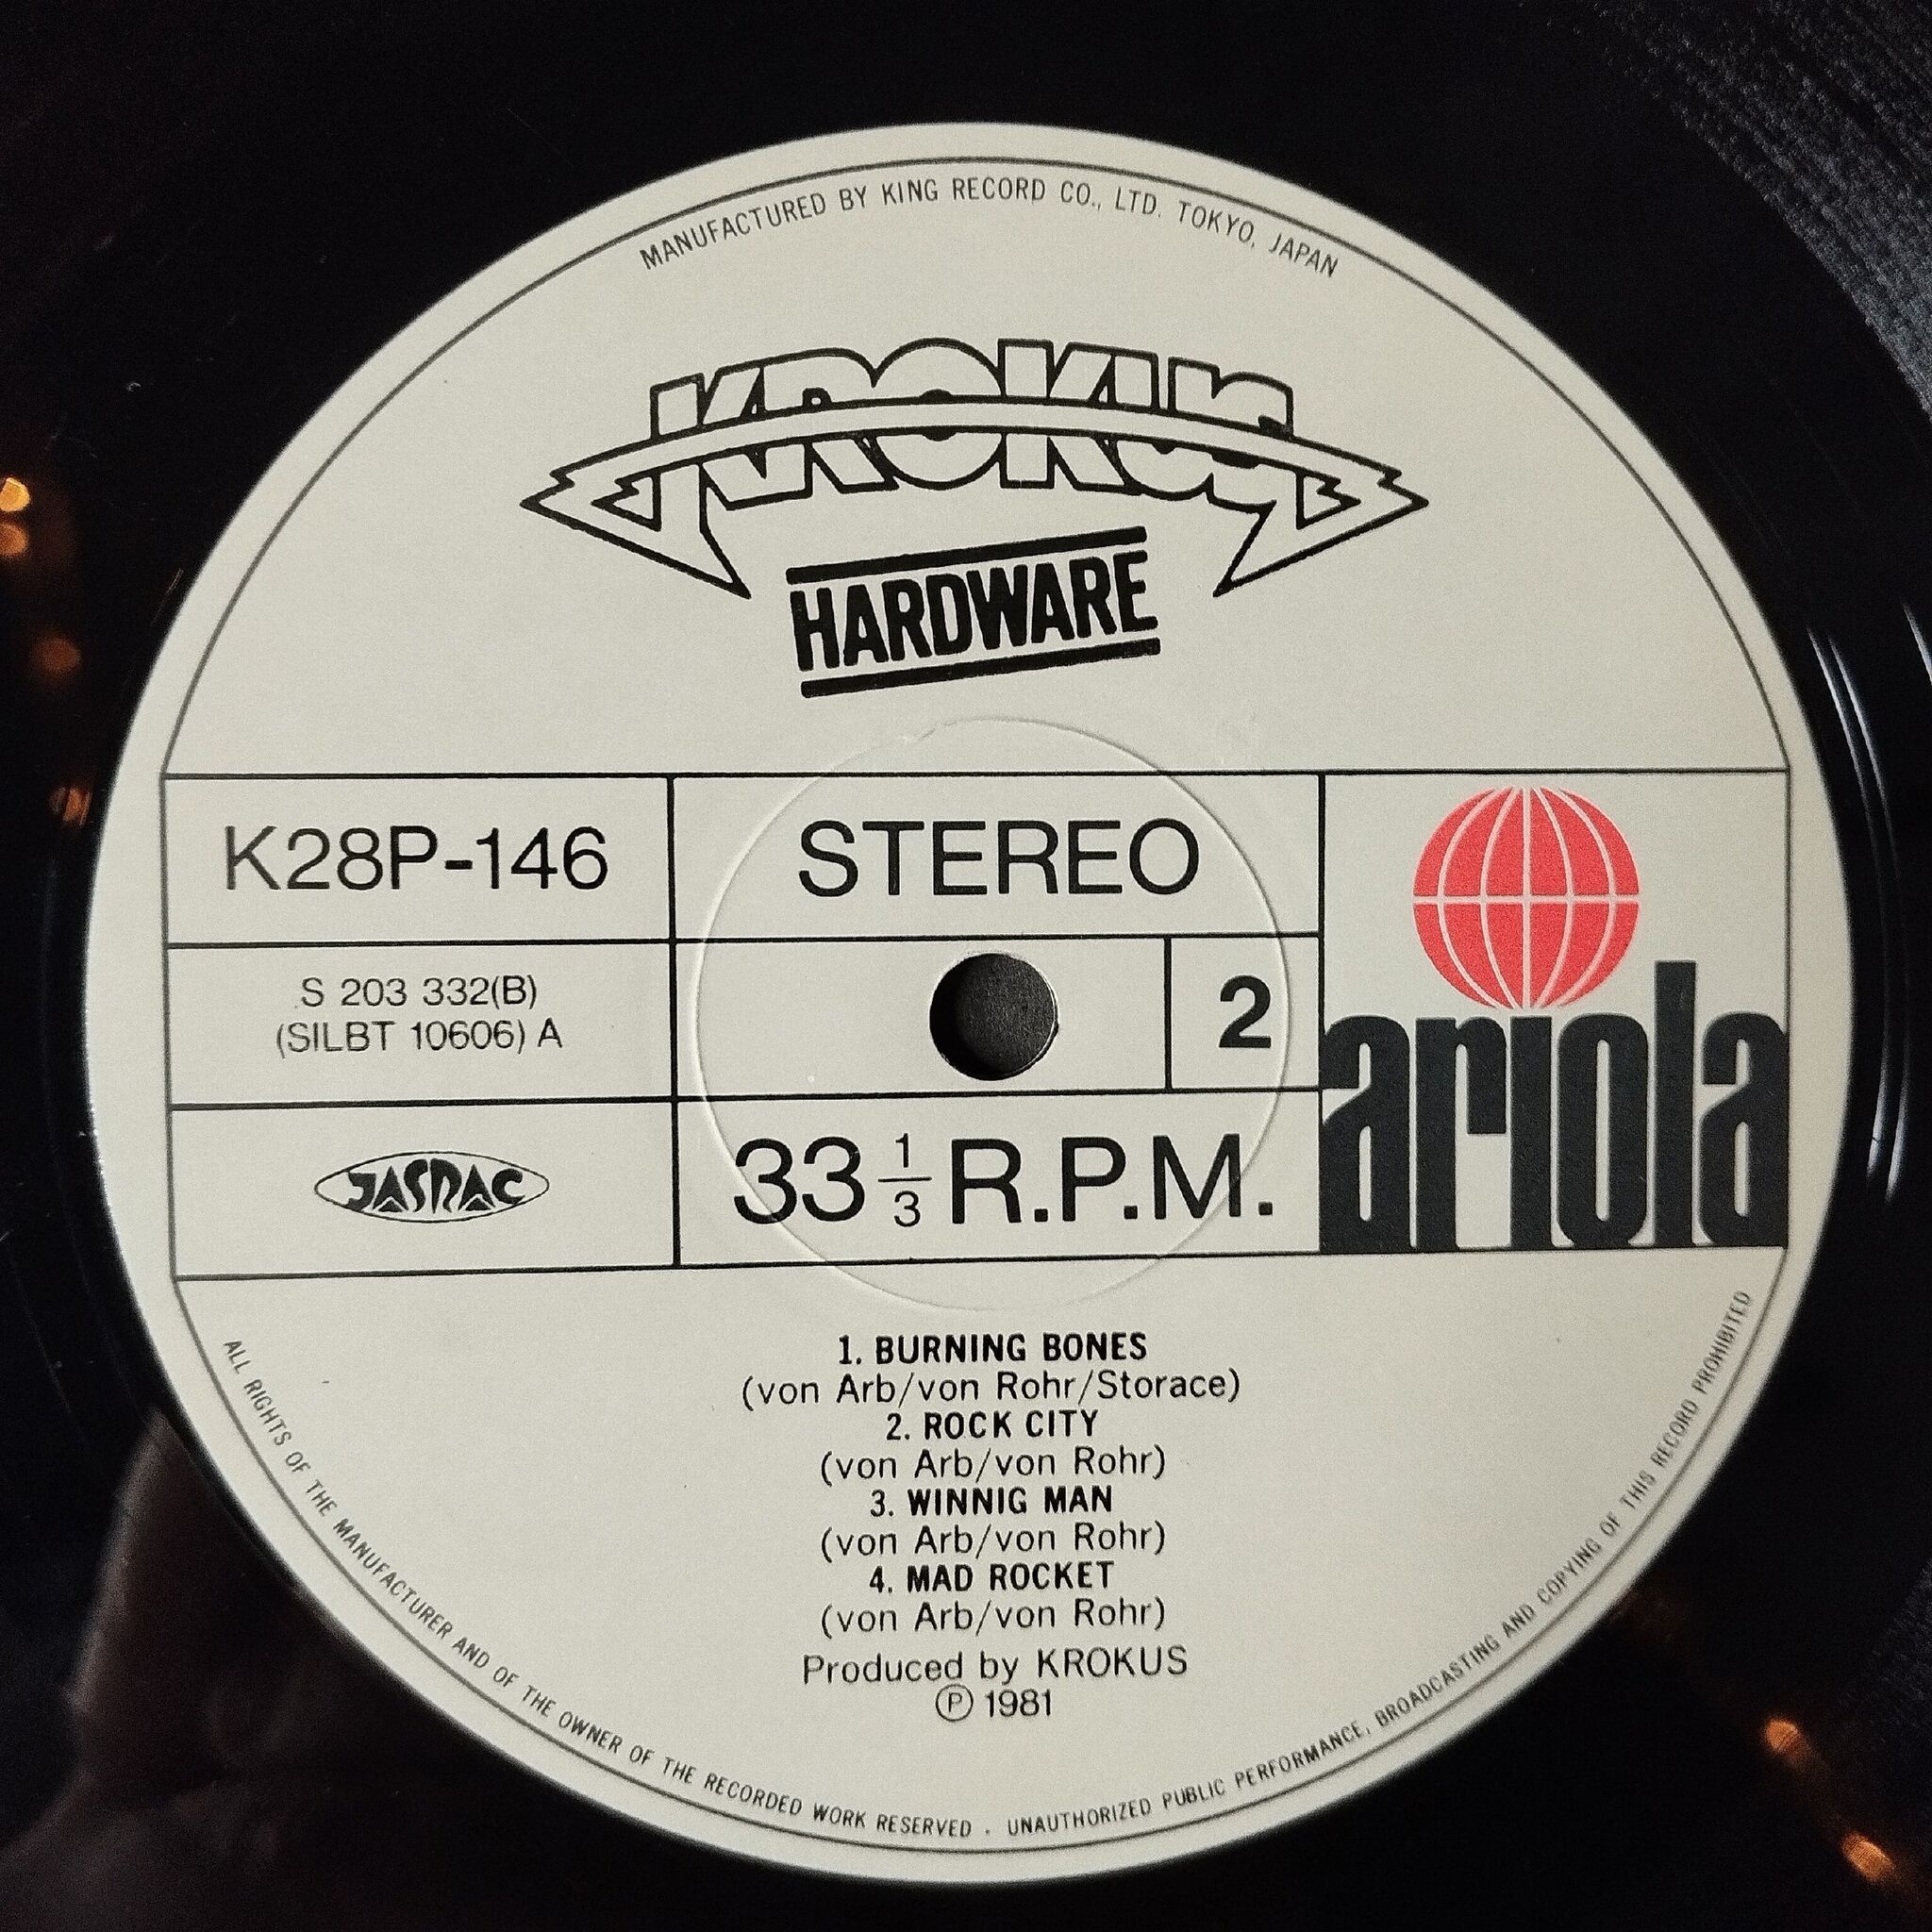 MANUFACTURED BY KING RECORD CO., LTD. TOKYO, JAPAN
KROKUS
HARDWARE
K28P-146
STEREO
S 203 332(B)
(SILBT 10606) A
2
JASRAC
33 1/3 R.P.M.
ariola
1. BURNING BONES
(von Arb/von Rohr/Storace)
2. ROCK CITY
(von Arb/von Rohr)
3. WINNIG MAN
(von Arb/von Rohr)
4. MAD ROCKET
(von Arb/von Rohr)
Produced by KROKUS
Ⓟ 1981
ALL RIGHTS OF THE MANUFACTURER AND OF THE OWNER OF THE RECORDED WORK RESERVED . UNAUTHORIZED PUBLIC PERFORMANCE, BROADCASTING AND COPYING OF THIS RECORD PROHIBITED